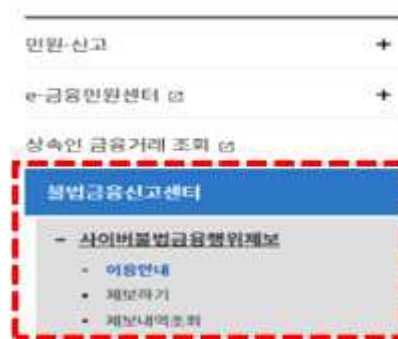 민원·신고 +
e-금융민원센터 +
상속인 금융거래 조회
불법금융신고센터
- 사이버불법금융행위제보
- 이용안내
• 제보하기
• 제보내역조회